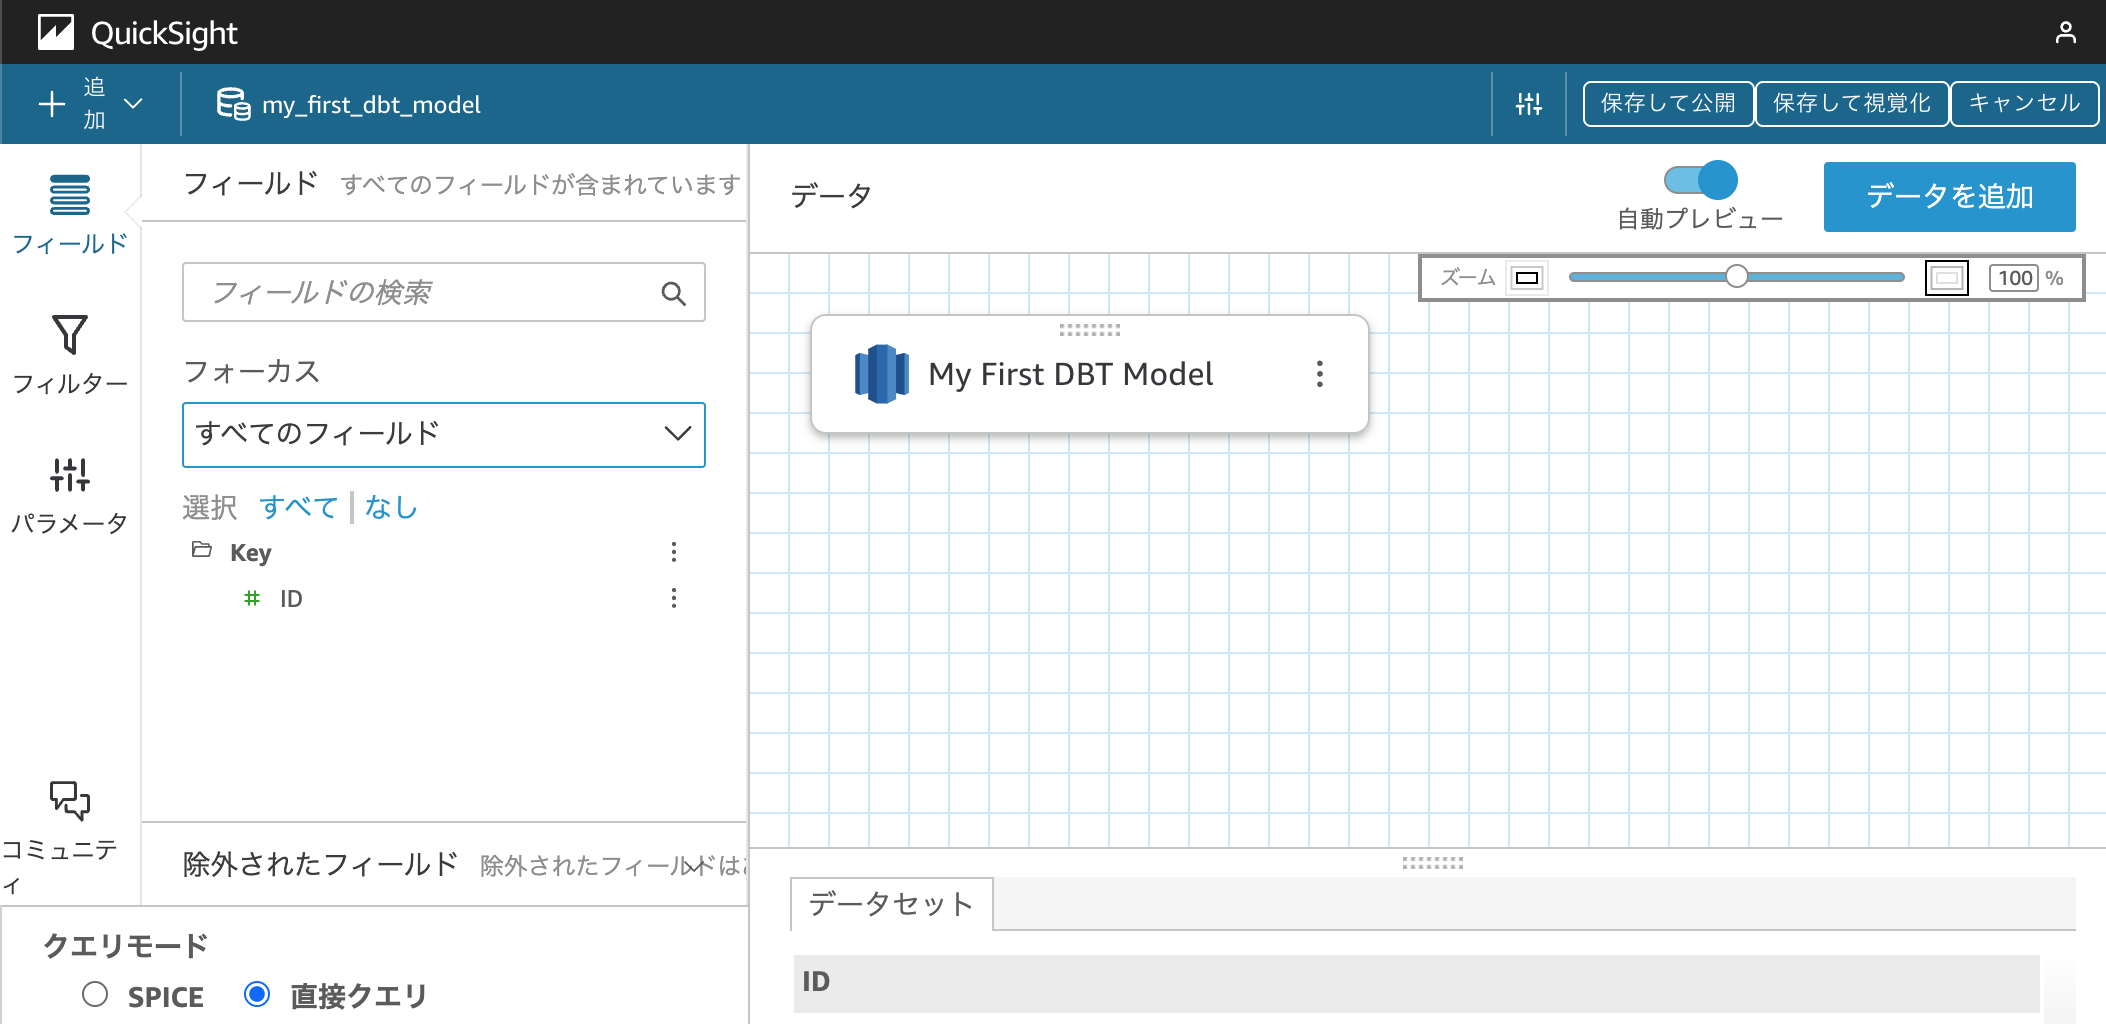 QuickSight
追
加
my_first_dbt_model
保存して公開
保存して視覚化
キャンセル
フィールド
フィルター
パラメータ
コミュニテ
ィ
フィールド すべてのフィールドが含まれています
フィールドの検索
フォーカス
すべてのフィールド
選択 すべて | なし
Key
# ID
除外されたフィールド 除外されたフィールドは
クエリモード
SPICE 直接クエリ
データ
自動プレビュー
データを追加
ズーム 100 %
My First DBT Model
データセット
ID